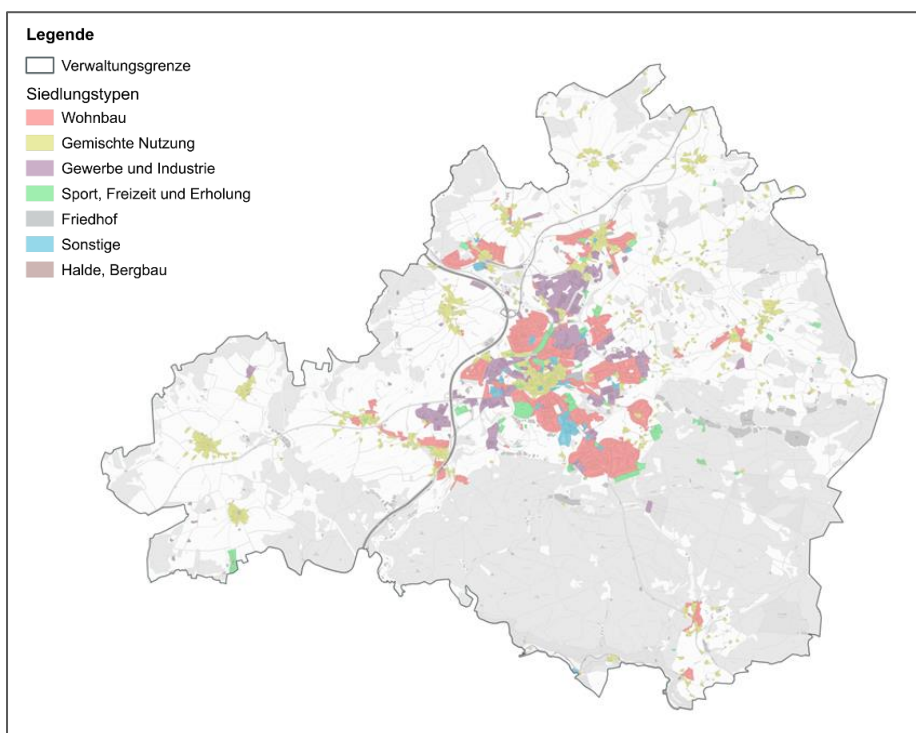 Legende
Verwaltungsgrenze
Siedlungstypen
Wohnbau
Gemischte Nutzung
Gewerbe und Industrie
Sport, Freizeit und Erholung
Friedhof
Sonstige
Halde, Bergbau